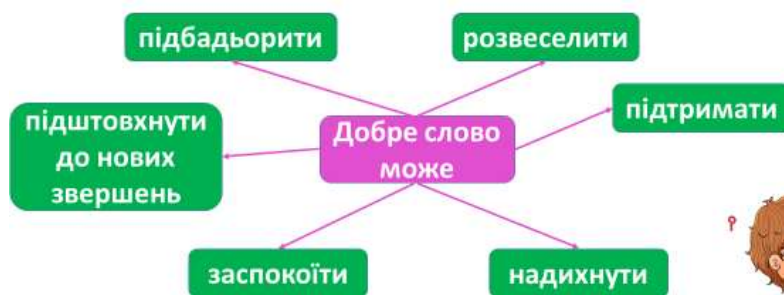 підбадьорити
розвеселити
підтримати
підштовхнути
до нових
звершень
Добре слово
може
заспокоїти
надихнути